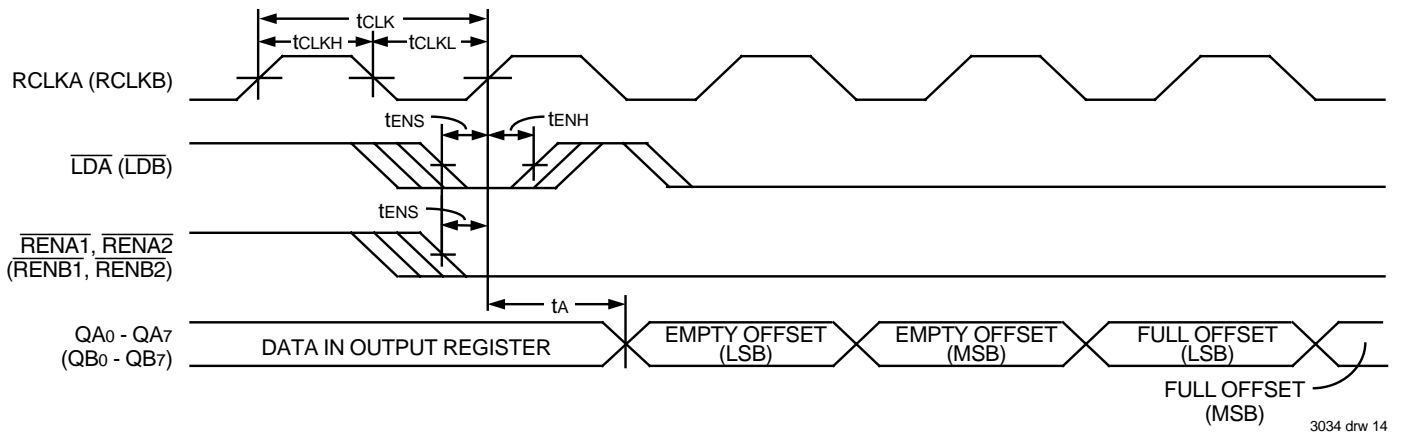 tCLK
tCLKH
tCLKL
RCLKA (RCLKB)
tENS
tENH
LDA (LDB)
tENS
RENA1, RENA2
(RENB1, RENB2)
tA
QA0 - QA7
(QB0 - QB7)
DATA IN OUTPUT REGISTER
EMPTY OFFSET
(LSB)
EMPTY OFFSET
(MSB)
FULL OFFSET
(LSB)
FULL OFFSET
(MSB)
3034 drw 14